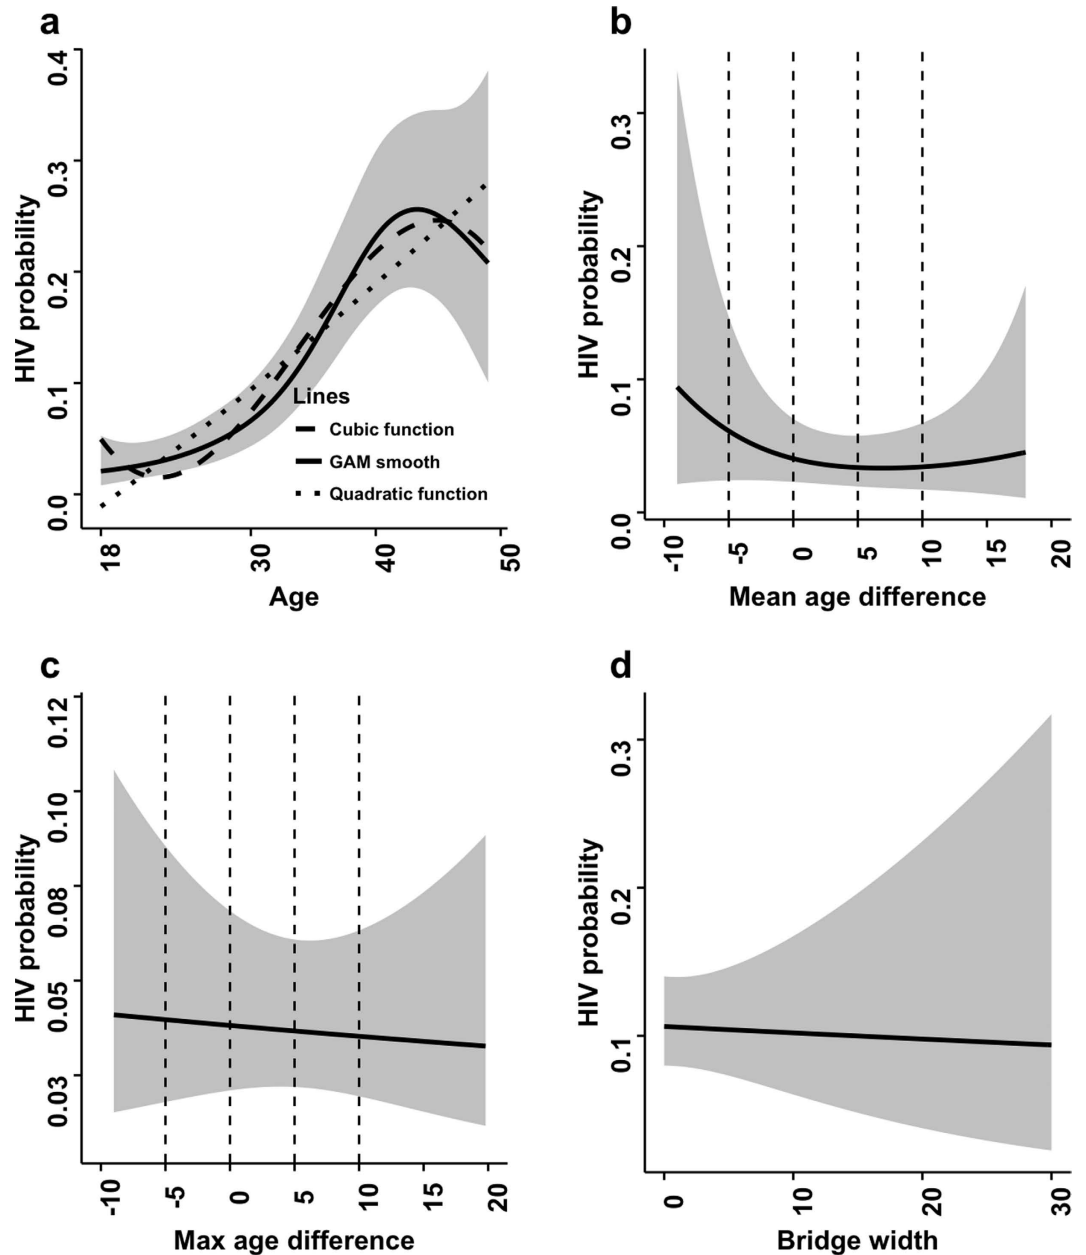 a
HIV probability
0.4
0.3
0.2
0.1
0.0
Lines
Cubic function
GAM smooth
Quadratic function
18
30
40
50
Age
b
HIV probability
0.3
0.2
0.1
0.0
-10
-5
0
5
10
15
20
Mean age difference
c
HIV probability
0.12
0.10
0.08
0.05
0.03
-10
-5
0
5
10
15
20
Max age difference
d
HIV probability
0.3
0.2
0.1
0
10
20
30
Bridge width